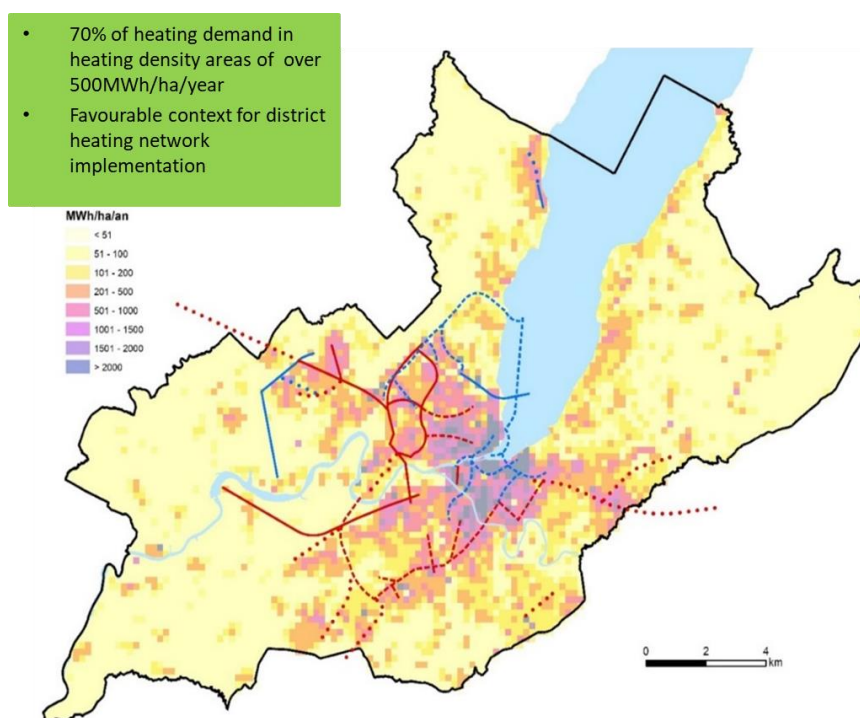 • 70% of heating demand in
heating density areas of over
500MWh/ha/year
• Favourable context for district
heating network
implementation
MWh/ha/an
< 51
51 - 100
101 - 200
201 - 500
501 - 1000
1001 - 1500
1501 - 2000
> 2000
0 2 4
km